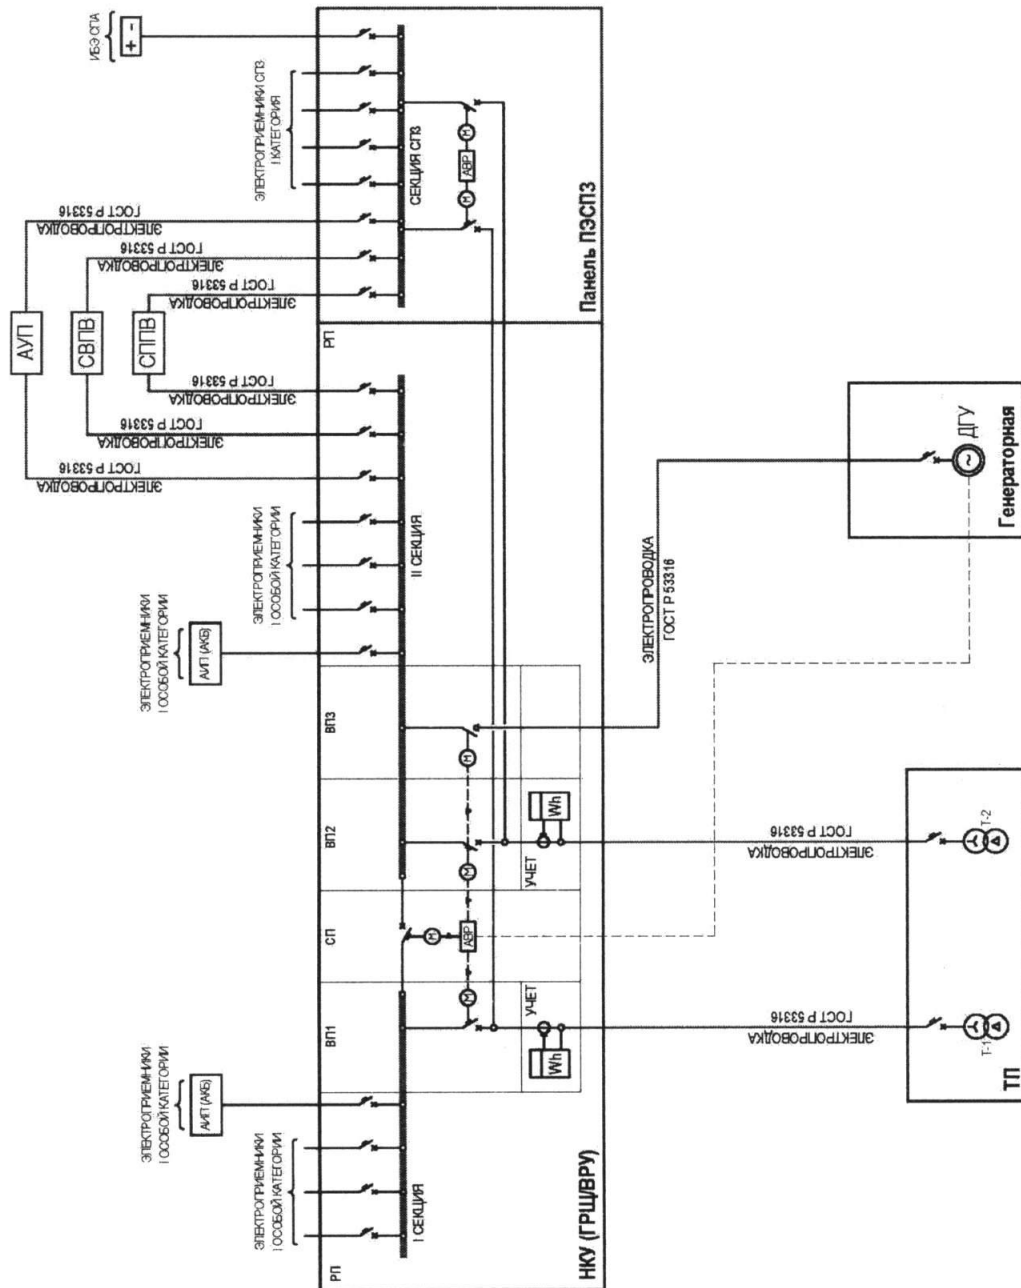 АУП
ЭЛЕКТРОПРОВОДКА
ГОСТ Р 53316
ЭЛЕКТРОПРОВОДКА
ГОСТ Р 53316
СВПВ
ЭЛЕКТРОПРОВОДКА
ГОСТ Р 53316
ЭЛЕКТРОПРОВОДКА
ГОСТ Р 53316
СППВ
ЭЛЕКТРОПРОВОДКА
ГОСТ Р 53316
ЭЛЕКТРОПРОВОДКА
ГОСТ Р 53316
ИБЭ СПА
+ -
ЭЛЕКТРОПРИЕМНИКИ
I ОСОБОЙ КАТЕГОРИИ
АИП (АКБ)
ЭЛЕКТРОПРИЕМНИКИ
I ОСОБОЙ КАТЕГОРИИ
АИП (АКБ)
ЭЛЕКТРОПРИЕМНИКИ
I ОСОБОЙ КАТЕГОРИИ
ЭЛЕКТРОПРИЕМНИКИ
I ОСОБОЙ КАТЕГОРИИ
ЭЛЕКТРОПРИЕМНИКИ СПЗ
I КАТЕГОРИЯ
РП
ВП1
СП
ВП2
ВП3
РП
I СЕКЦИЯ
II СЕКЦИЯ
СЕКЦИЯ СПЗ
М
М
АВР
М
М
М
АВР
М
УЧЕТ
Wh
УЧЕТ
Wh
НКУ (ГРЩ/ВРУ)
Панель ПЭСПЗ
ЭЛЕКТРОПРОВОДКА
ГОСТ Р 53316
ЭЛЕКТРОПРОВОДКА
ГОСТ Р 53316
ЭЛЕКТРОПРОВОДКА
ГОСТ Р 53316
Т-1
Т-2
ТП
~
ДГУ
Генераторная